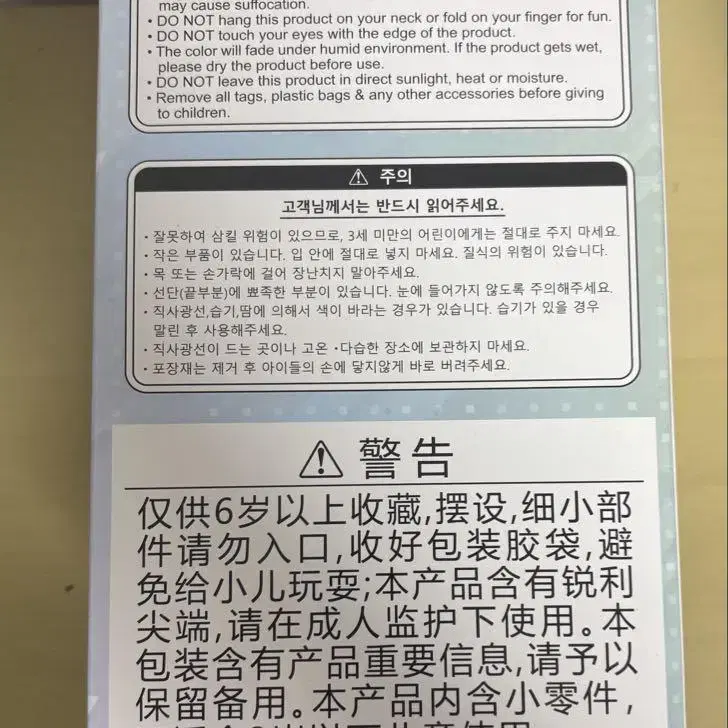 may cause suffocation.
• DO NOT hang this product on your neck or fold on your finger for fun.
• DO NOT touch your eyes with the edge of the product.
• The color will fade under humid environment. If the product gets wet,
please dry the product before use.
• DO NOT leave this product in direct sunlight, heat or moisture.
• Remove all tags, plastic bags & any other accessories before giving
to children.
⚠ 주의
고객님께서는 반드시 읽어주세요.
• 잘못하여 삼킬 위험이 있으므로, 3세 미만의 어린이에게는 절대로 주지 마세요.
• 작은 부품이 있습니다. 입 안에 절대로 넣지 마세요. 질식의 위험이 있습니다.
• 목 또는 손가락에 걸어 장난치지 말아주세요.
• 선단(끝부분)에 뾰족한 부분이 있습니다. 눈에 들어가지 않도록 주의해주세요.
• 직사광선,습기,땀에 의해서 색이 바라는 경우가 있습니다. 습기가 있을 경우
말린 후 사용해주세요.
• 직사광선이 드는 곳이나 고온 •다습한 장소에 보관하지 마세요.
• 포장재는 제거 후 아이들의 손에 닿지않게 바로 버려주세요.
⚠ 警告
仅供6岁以上收藏,摆设,细小部
件请勿入口,收好包装胶袋,避
免给小儿玩耍;本产品含有锐利
尖端,请在成人监护下使用。本
包装含有产品重要信息,请予以
保留备用。本产品内含小零件,